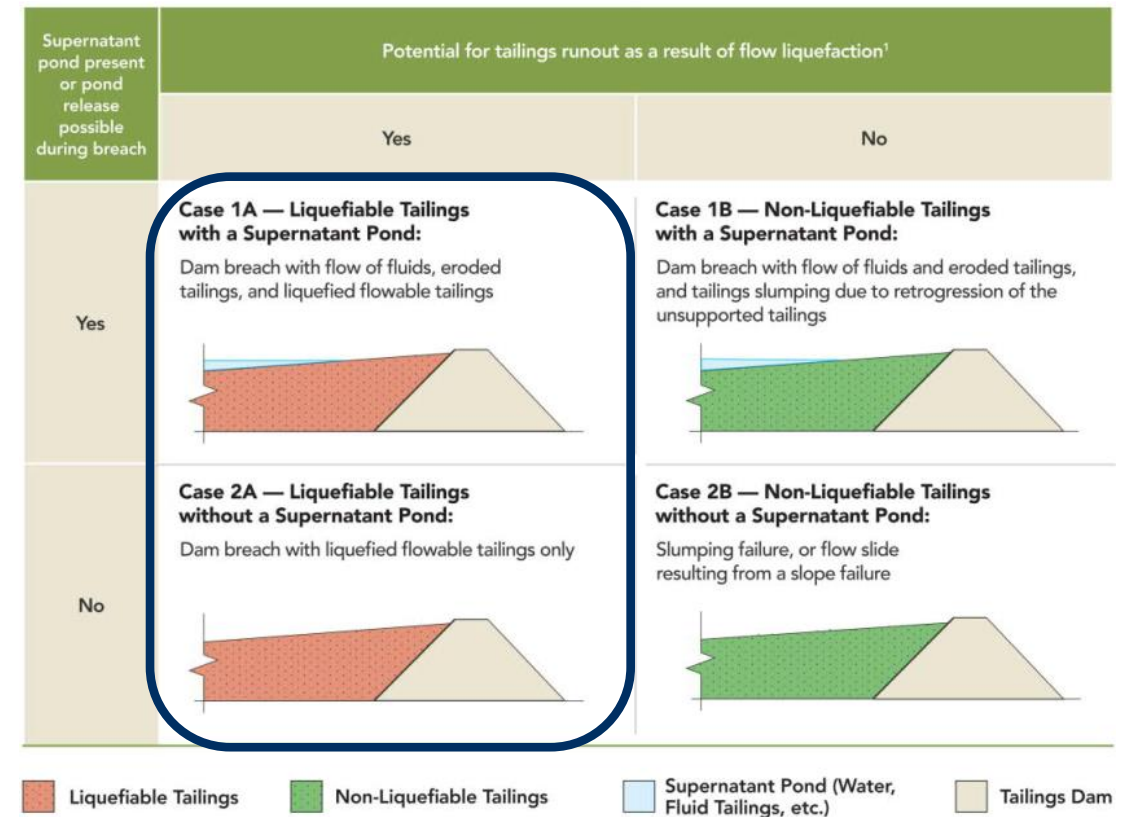 Supernatant
pond present
or pond
release
possible
during breach
Potential for tailings runout as a result of flow liquefaction¹
Yes
No
Yes
Case 1A — Liquefiable Tailings
with a Supernatant Pond:
Dam breach with flow of fluids, eroded
tailings, and liquefied flowable tailings
Case 1B — Non-Liquefiable Tailings
with a Supernatant Pond:
Dam breach with flow of fluids and eroded tailings,
and tailings slumping due to retrogression of the
unsupported tailings
No
Case 2A — Liquefiable Tailings
without a Supernatant Pond:
Dam breach with liquefied flowable tailings only
Case 2B — Non-Liquefiable Tailings
without a Supernatant Pond:
Slumping failure, or flow slide
resulting from a slope failure
Liquefiable Tailings
Non-Liquefiable Tailings
Supernatant Pond (Water,
Fluid Tailings, etc.)
Tailings Dam